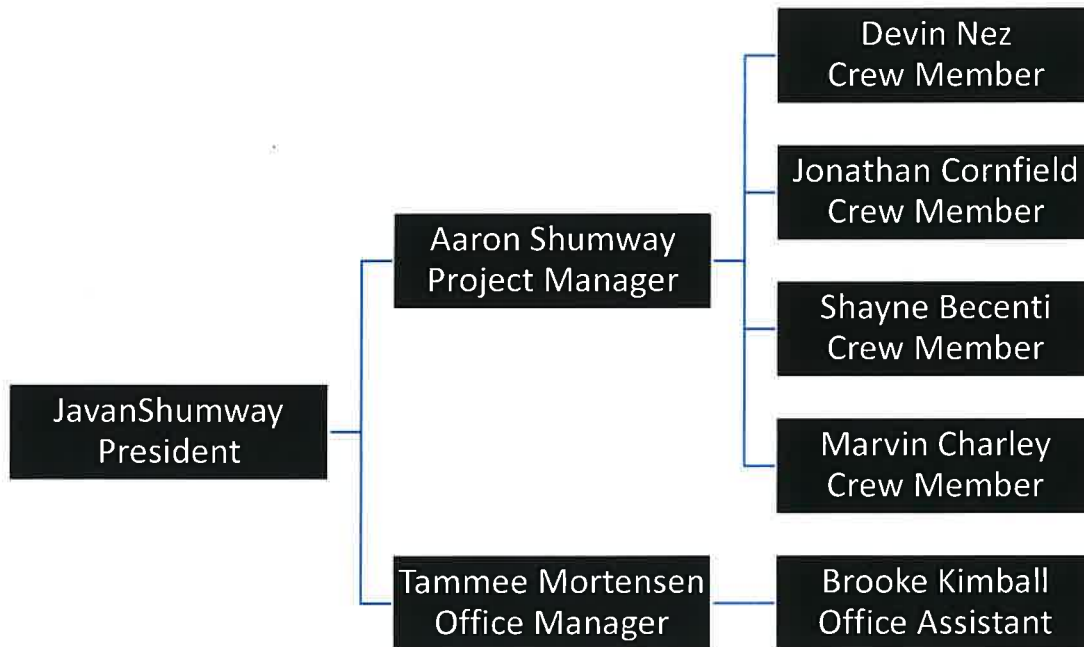 Devin Nez
Crew Member
Jonathan Cornfield
Crew Member
Aaron Shumway
Project Manager
Shayne Becenti
Crew Member
JavanShumway
President
Marvin Charley
Crew Member
Tammee Mortensen
Office Manager
Brooke Kimball
Office Assistant